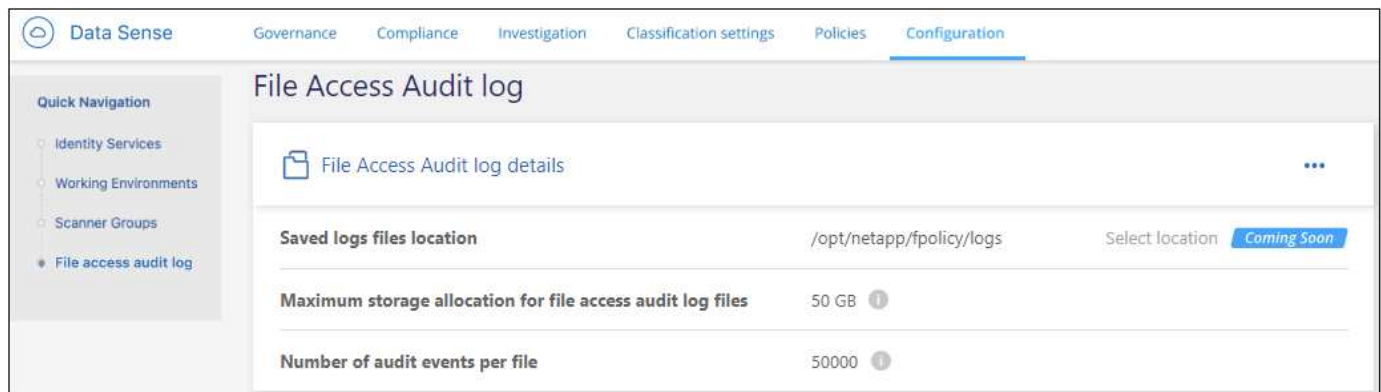 Data Sense Governance Compliance Investigation Classification settings Policies Configuration
Quick Navigation
Identity Services
Working Environments
Scanner Groups
File access audit log
File Access Audit log
File Access Audit log details
Saved logs files location /opt/netapp/fpolicy/logs Select location Coming Soon
Maximum storage allocation for file access audit log files 50 GB
Number of audit events per file 50000